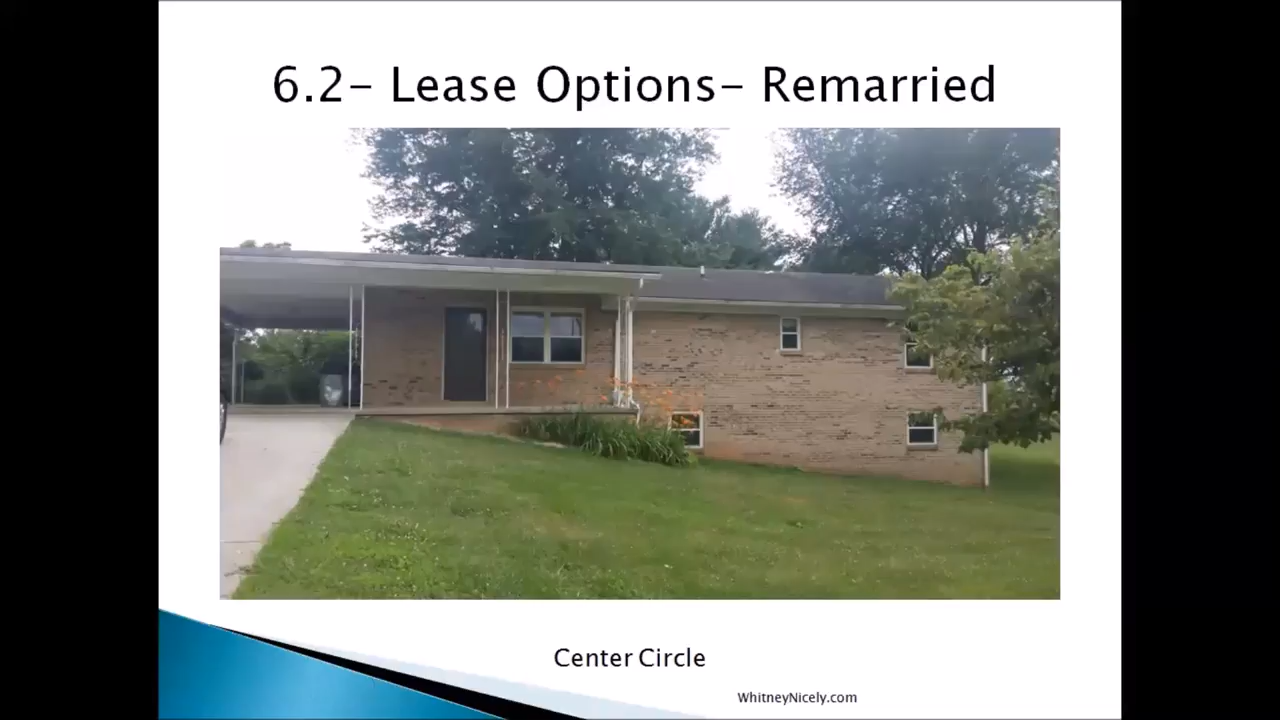 6.2– Lease Options– Remarried
Center Circle
WhitneyNicely.com